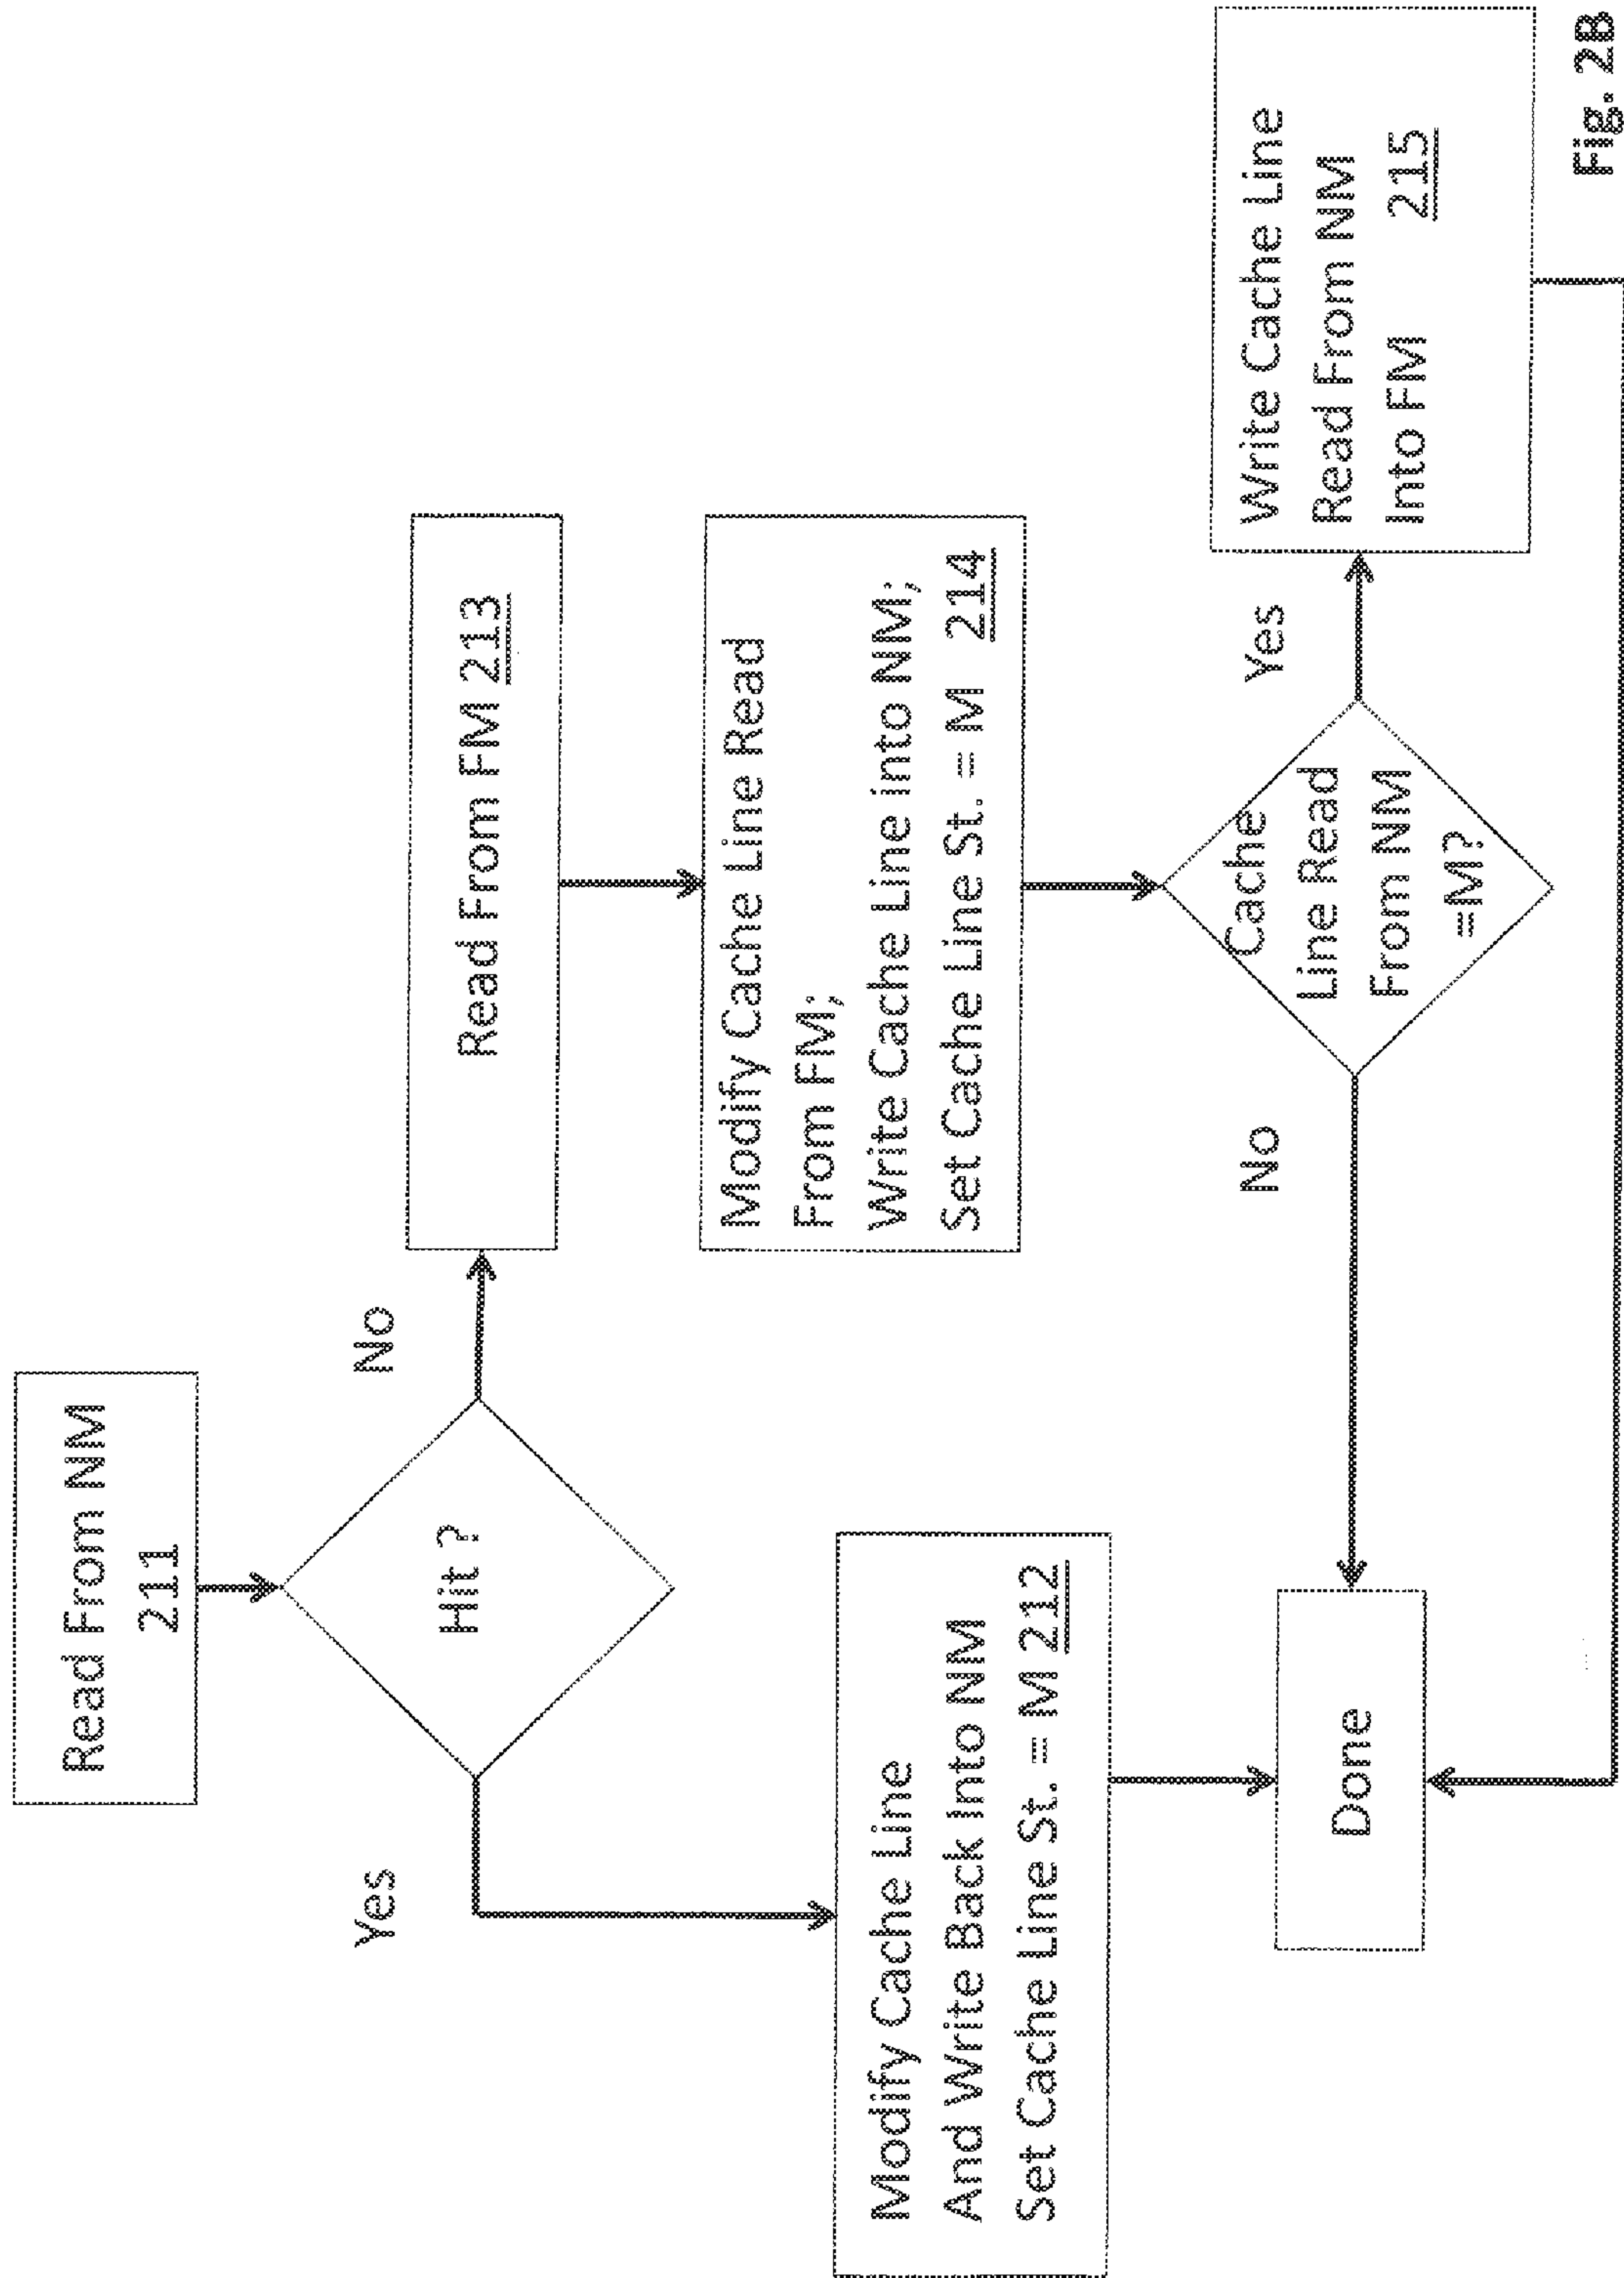 Read From NM
211
Hit ?
Yes
No
Modify Cache Line
And Write Back Into NM
Set Cache Line St. = M 212
Read From FM 213
Modify Cache Line Read
From FM;
Write Cache Line into NM;
Set Cache Line St. = M 214
Cache
Line Read
From NM
=M?
No
Yes
Done
Write Cache Line
Read From NM
Into FM 215
Fig. 2B